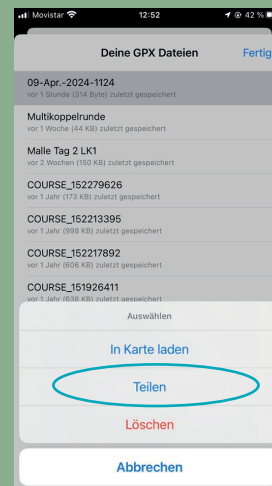 Movistar 12:52 42 %
Deine GPX Dateien Fertig
09-Apr.-2024-1124
vor 1 Stunde (314 Byte) zuletzt gespeichert
Multikoppelrunde
vor 1 Woche (44 KB) zuletzt gespeichert
Malle Tag 2 LK1
vor 2 Wochen (150 KB) zuletzt gespeichert
COURSE_152279626
vor 1 Jahr (173 KB) zuletzt gespeichert
COURSE_152213395
vor 1 Jahr (998 KB) zuletzt gespeichert
COURSE_152217892
vor 1 Jahr (606 KB) zuletzt gespeichert
COURSE_151926411
vor 1 Jahr (638 KB) zuletzt gespeichert
Auswählen
In Karte laden
Teilen
Löschen
Abbrechen